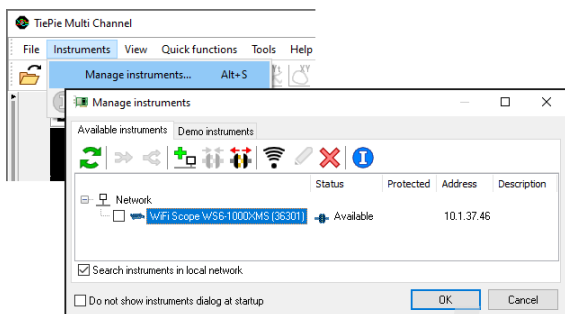 TiePie Multi Channel
File Instruments View Quick functions Tools Help
Manage instruments... Alt+S
Manage instruments
Available instruments Demo instruments
Status Protected Address Description
Network
WiFi Scope WS6-1000XMS (36301) Available 10.1.37.46
Search instruments in local network
Do not show instruments dialog at startup OK Cancel